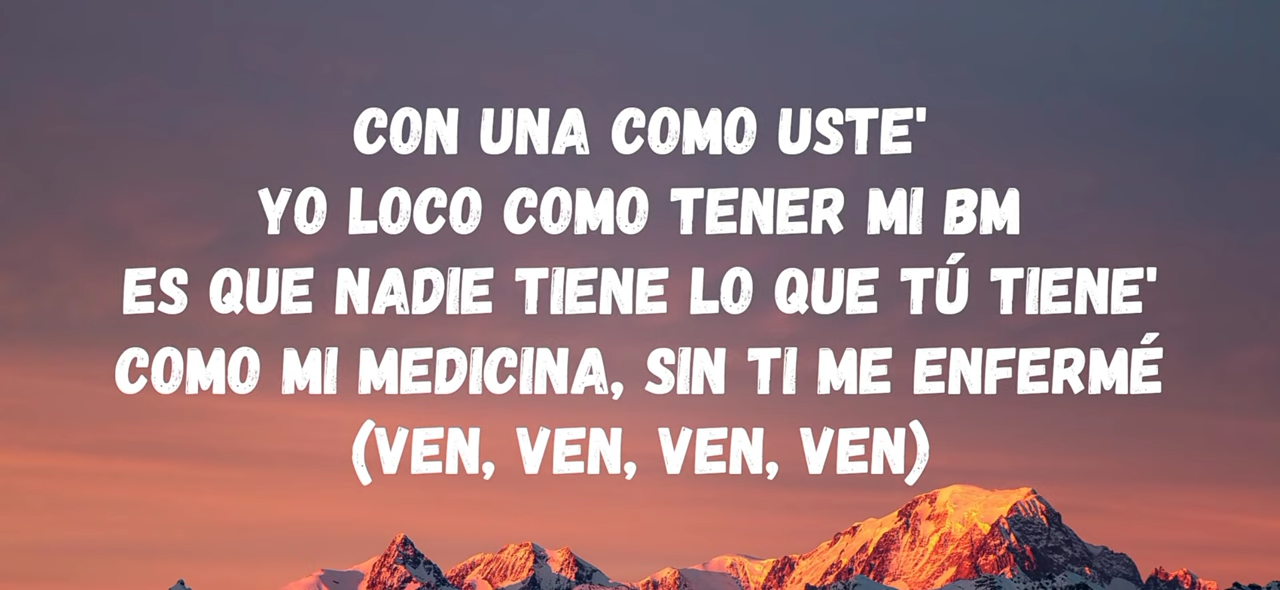 CON UNA COMO USTE'
YO LOCO COMO TENER MI BM
ES QUE NADIE TIENE LO QUE TÚ TIENE'
COMO MI MEDICINA, SIN TI ME ENFERMÉ
(VEN, VEN, VEN, VEN)